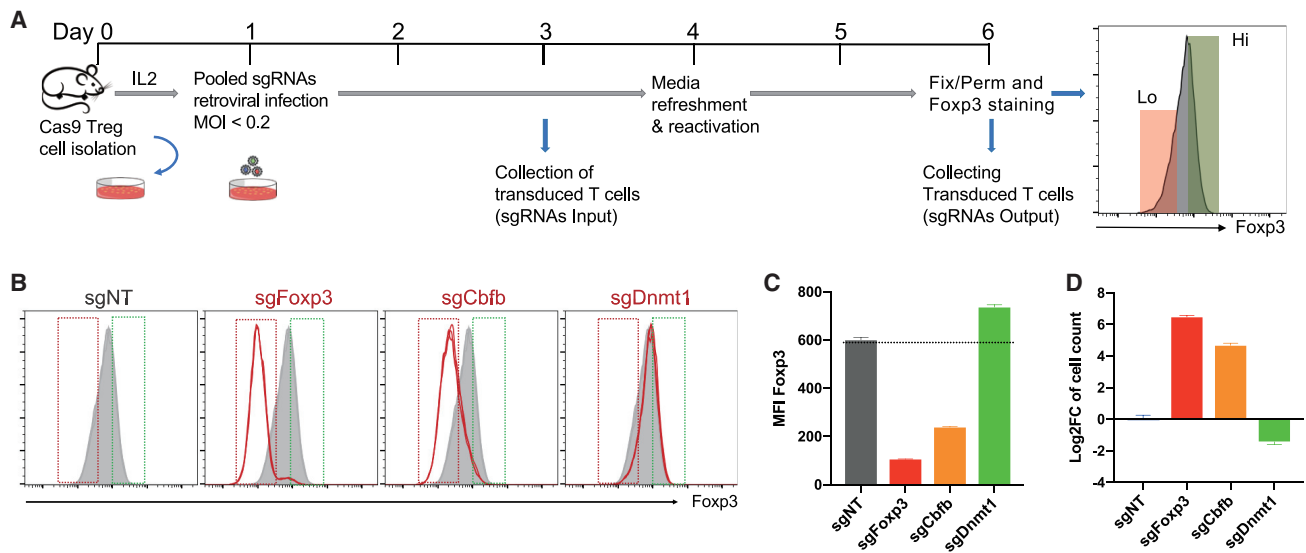 A
Day 0 1 2 3 4 5 6
IL2
Cas9 Treg
cell isolation
Pooled sgRNAs
retroviral infection
MOI < 0.2
Collection of
transduced T cells
(sgRNAs Input)
Media
refreshment
& reactivation
Fix/Perm and
Foxp3 staining
Collecting
Transduced T cells
(sgRNAs Output)
Lo
Hi
Foxp3
B
sgNT sgFoxp3 sgCbfb sgDnmt1
Foxp3
C
MFI Foxp3
800
600
400
200
0
sgNT sgFoxp3 sgCbfb sgDnmt1
D
Log2FC of cell count
8
6
4
2
0
-2
-4
sgNT sgFoxp3 sgCbfb sgDnmt1